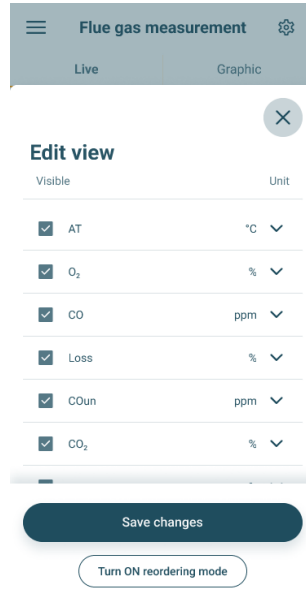 Flue gas measurement
Live Graphic
Edit view
Visible Unit
AT °C
O₂ %
CO ppm
Loss %
COun ppm
CO₂ %
Save changes
Turn ON reordering mode